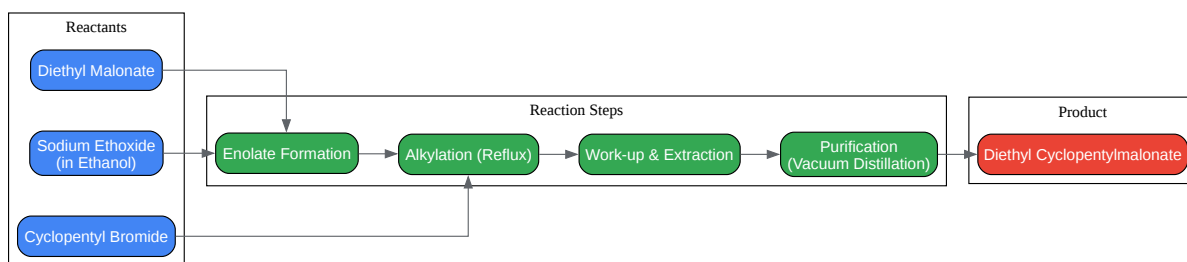 Reactants
Diethyl Malonate
Sodium Ethoxide
(in Ethanol)
Cyclopentyl Bromide
Reaction Steps
Enolate Formation
Alkylation (Reflux)
Work-up & Extraction
Purification
(Vacuum Distillation)
Product
Diethyl Cyclopentylmalonate